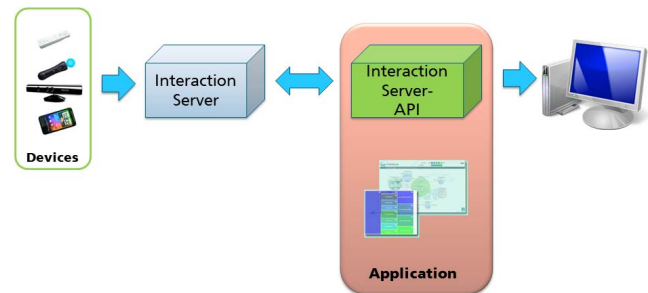 Devices
Interaction
Server
Interaction
Server-
API
Application